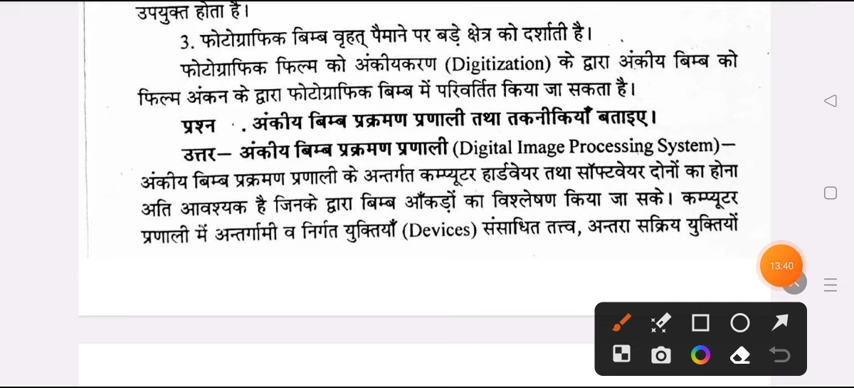 उपयुक्त होता है।
3. फोटोग्राफिक बिम्ब वृहत् पैमाने पर बड़े क्षेत्र को दर्शाती है।
फोटोग्राफिक फिल्म को अंकीयकरण (Digitization) के द्वारा अंकीय बिम्ब को
फिल्म अंकन के द्वारा फोटोग्राफिक बिम्ब में परिवर्तित किया जा सकता है।
प्रश्न . अंकीय बिम्ब प्रक्रमण प्रणाली तथा तकनीकियाँ बताइए।
उत्तर– अंकीय बिम्ब प्रक्रमण प्रणाली (Digital Image Processing System)–
अंकीय बिम्ब प्रक्रमण प्रणाली के अन्तर्गत कम्प्यूटर हार्डवेयर तथा सॉफ्टवेयर दोनों का होना
अति आवश्यक है जिनके द्वारा बिम्ब आँकड़ों का विश्लेषण किया जा सके। कम्प्यूटर
प्रणाली में अन्तर्गामी व निर्गत युक्तियाँ (Devices) संसाधित तत्त्व, अन्तरा सक्रिय युक्तियों
13:40